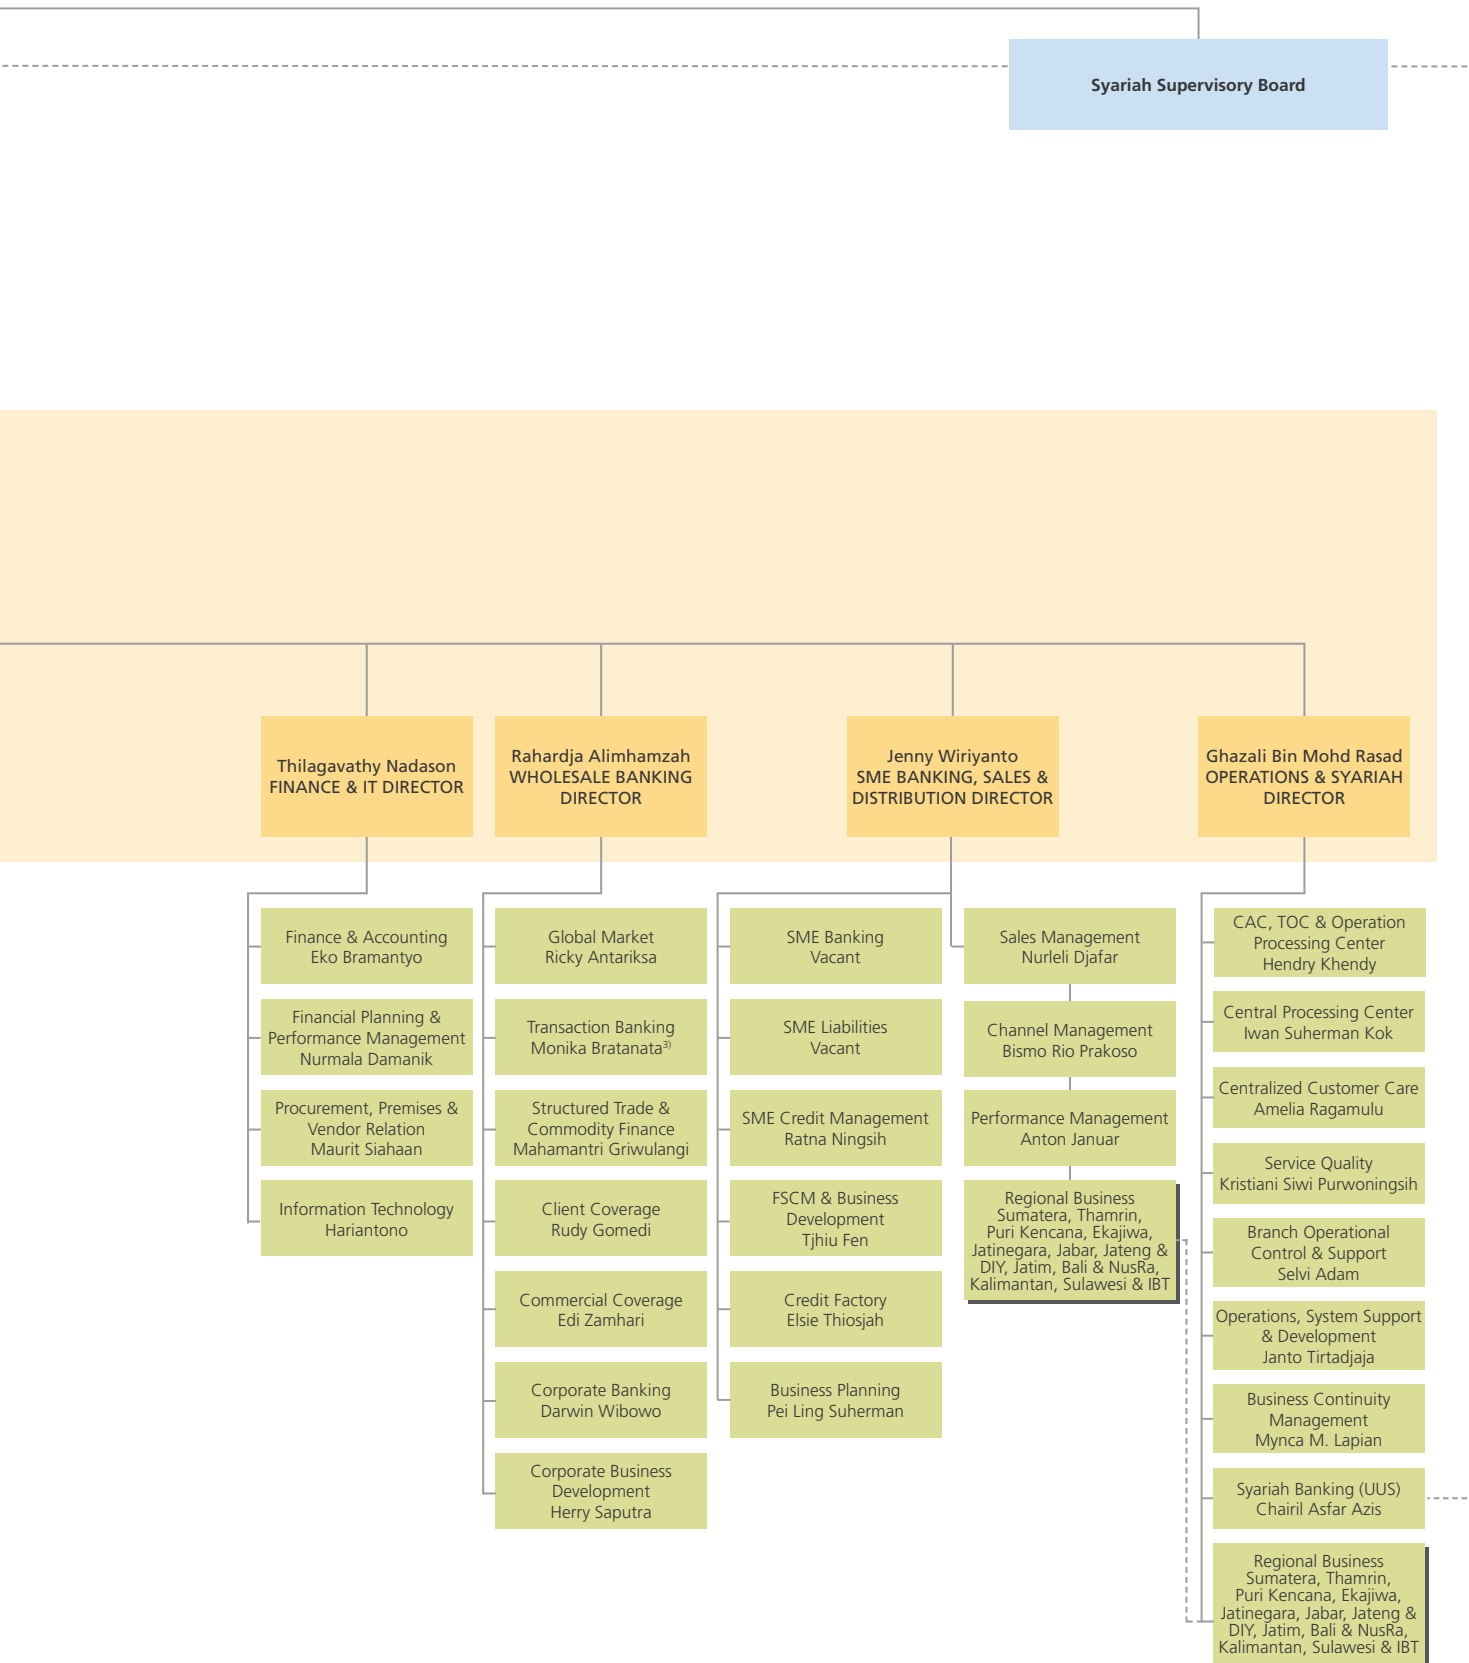 Syariah Supervisory Board
Thilagavathy Nadason
FINANCE & IT DIRECTOR
Rahardja Alimhamzah
WHOLESALE BANKING
DIRECTOR
Jenny Wiriyanto
SME BANKING, SALES &
DISTRIBUTION DIRECTOR
Ghazali Bin Mohd Rasad
OPERATIONS & SYARIAH
DIRECTOR
Finance & Accounting
Eko Bramantyo
Financial Planning &
Performance Management
Nurmala Damanik
Procurement, Premises &
Vendor Relation
Maurit Siahaan
Information Technology
Hariantono
Global Market
Ricky Antariksa
Transaction Banking
Monika Bratanata3)
Structured Trade &
Commodity Finance
Mahamantri Griwulangi
Client Coverage
Rudy Gomedi
Commercial Coverage
Edi Zamhari
Corporate Banking
Darwin Wibowo
Corporate Business
Development
Herry Saputra
SME Banking
Vacant
SME Liabilities
Vacant
SME Credit Management
Ratna Ningsih
FSCM & Business
Development
Tjhiu Fen
Credit Factory
Elsie Thiosjah
Business Planning
Pei Ling Suherman
Sales Management
Nurleli Djafar
Channel Management
Bismo Rio Prakoso
Performance Management
Anton Januar
Regional Business
Sumatera, Thamrin,
Puri Kencana, Ekajiwa,
Jatinegara, Jabar, Jateng &
DIY, Jatim, Bali & NusRa,
Kalimantan, Sulawesi & IBT
CAC, TOC & Operation
Processing Center
Hendry Khendy
Central Processing Center
Iwan Suherman Kok
Centralized Customer Care
Amelia Ragamulu
Service Quality
Kristiani Siwi Purwoningsih
Branch Operational
Control & Support
Selvi Adam
Operations, System Support
& Development
Janto Tirtadjaja
Business Continuity
Management
Mynca M. Lapian
Syariah Banking (UUS)
Chairil Asfar Azis
Regional Business
Sumatera, Thamrin,
Puri Kencana, Ekajiwa,
Jatinegara, Jabar, Jateng &
DIY, Jatim, Bali & NusRa,
Kalimantan, Sulawesi & IBT